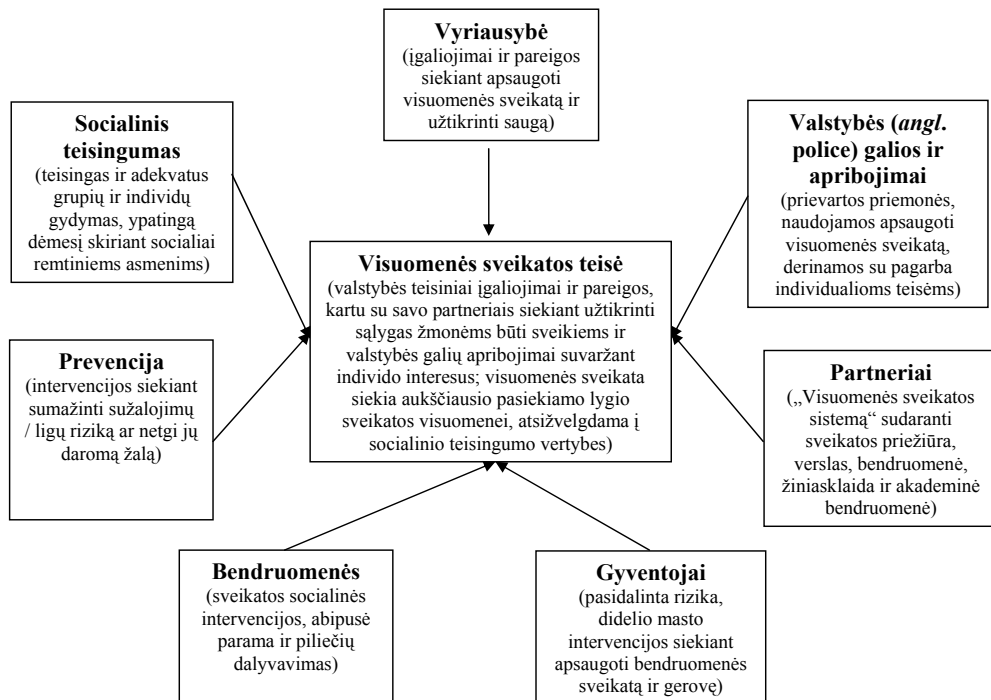 Vyriausybė
(įgaliojimai ir pareigos
siekiant apsaugoti
visuomenės sveikatą ir
užtikrinti saugą)
Socialinis
teisingumas
(teisingas ir adekvatus
grupių ir individų
gydymas, ypatingą
dėmesį skiriant socialiai
remtiniems asmenims)
Valstybės (angl.
police) galios ir
apribojimai
(prievartos priemonės,
naudojamos apsaugoti
visuomenės sveikatą,
derinamos su pagarba
individualioms teisėms)
Visuomenės sveikatos teisė
(valstybės teisiniai įgaliojimai ir pareigos,
kartu su savo partneriais siekiant užtikrinti
sąlygas žmonėms būti sveikiems ir
valstybės galių apribojimai suvaržant
individo interesus; visuomenės sveikata
siekia aukščiausio pasiekiamo lygio
sveikatos visuomenei, atsižvelgdama į
socialinio teisingumo vertybes)
Prevencija
(intervencijos siekiant
sumažinti sužalojimų
/ ligų riziką ar netgi jų
daromą žalą)
Partneriai
(„Visuomenės sveikatos
sistemą“ sudaranti
sveikatos priežiūra,
verslas, bendruomenė,
žiniasklaida ir akademinė
bendruomenė)
Bendruomenės
(sveikatos socialinės
intervencijos, abipusė
parama ir piliečių
dalyvavimas)
Gyventojai
(pasidalinta rizika,
didelio masto
intervencijos siekiant
apsaugoti bendruomenės
sveikatą ir gerovę)